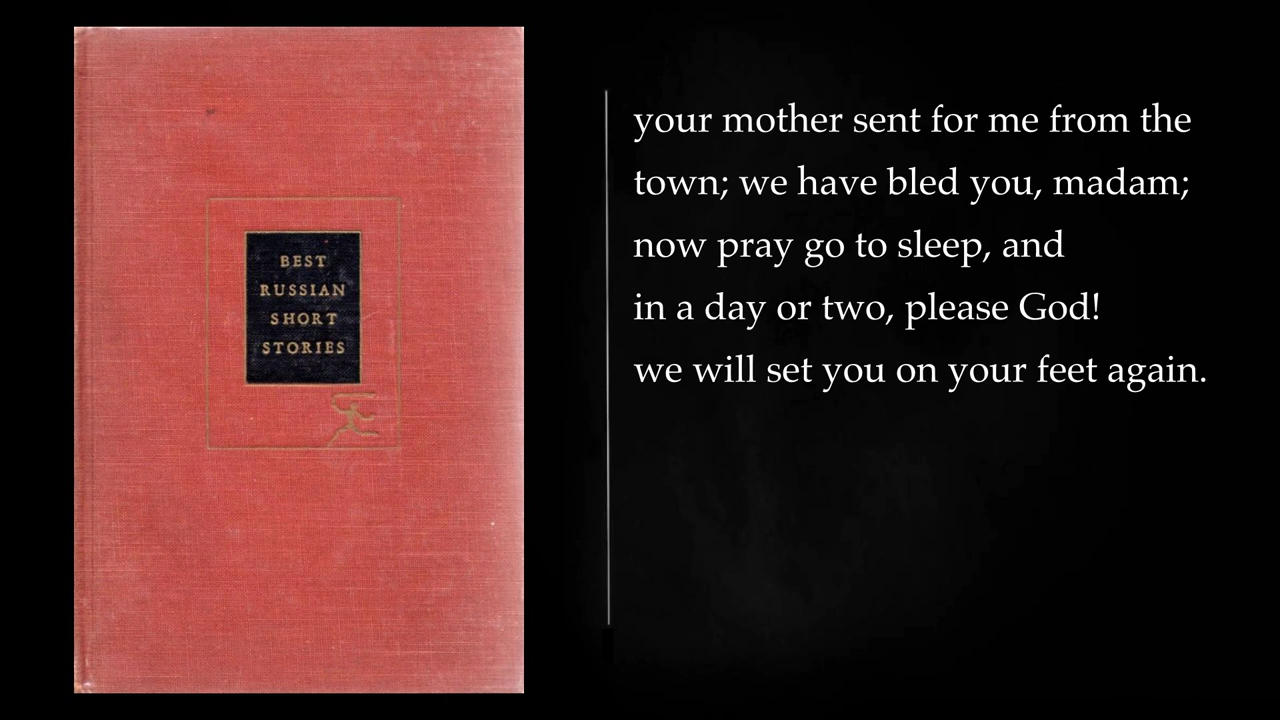 BEST
RUSSIAN
SHORT
STORIES
your mother sent for me from the
town; we have bled you, madam;
now pray go to sleep, and
in a day or two, please God!
we will set you on your feet again.